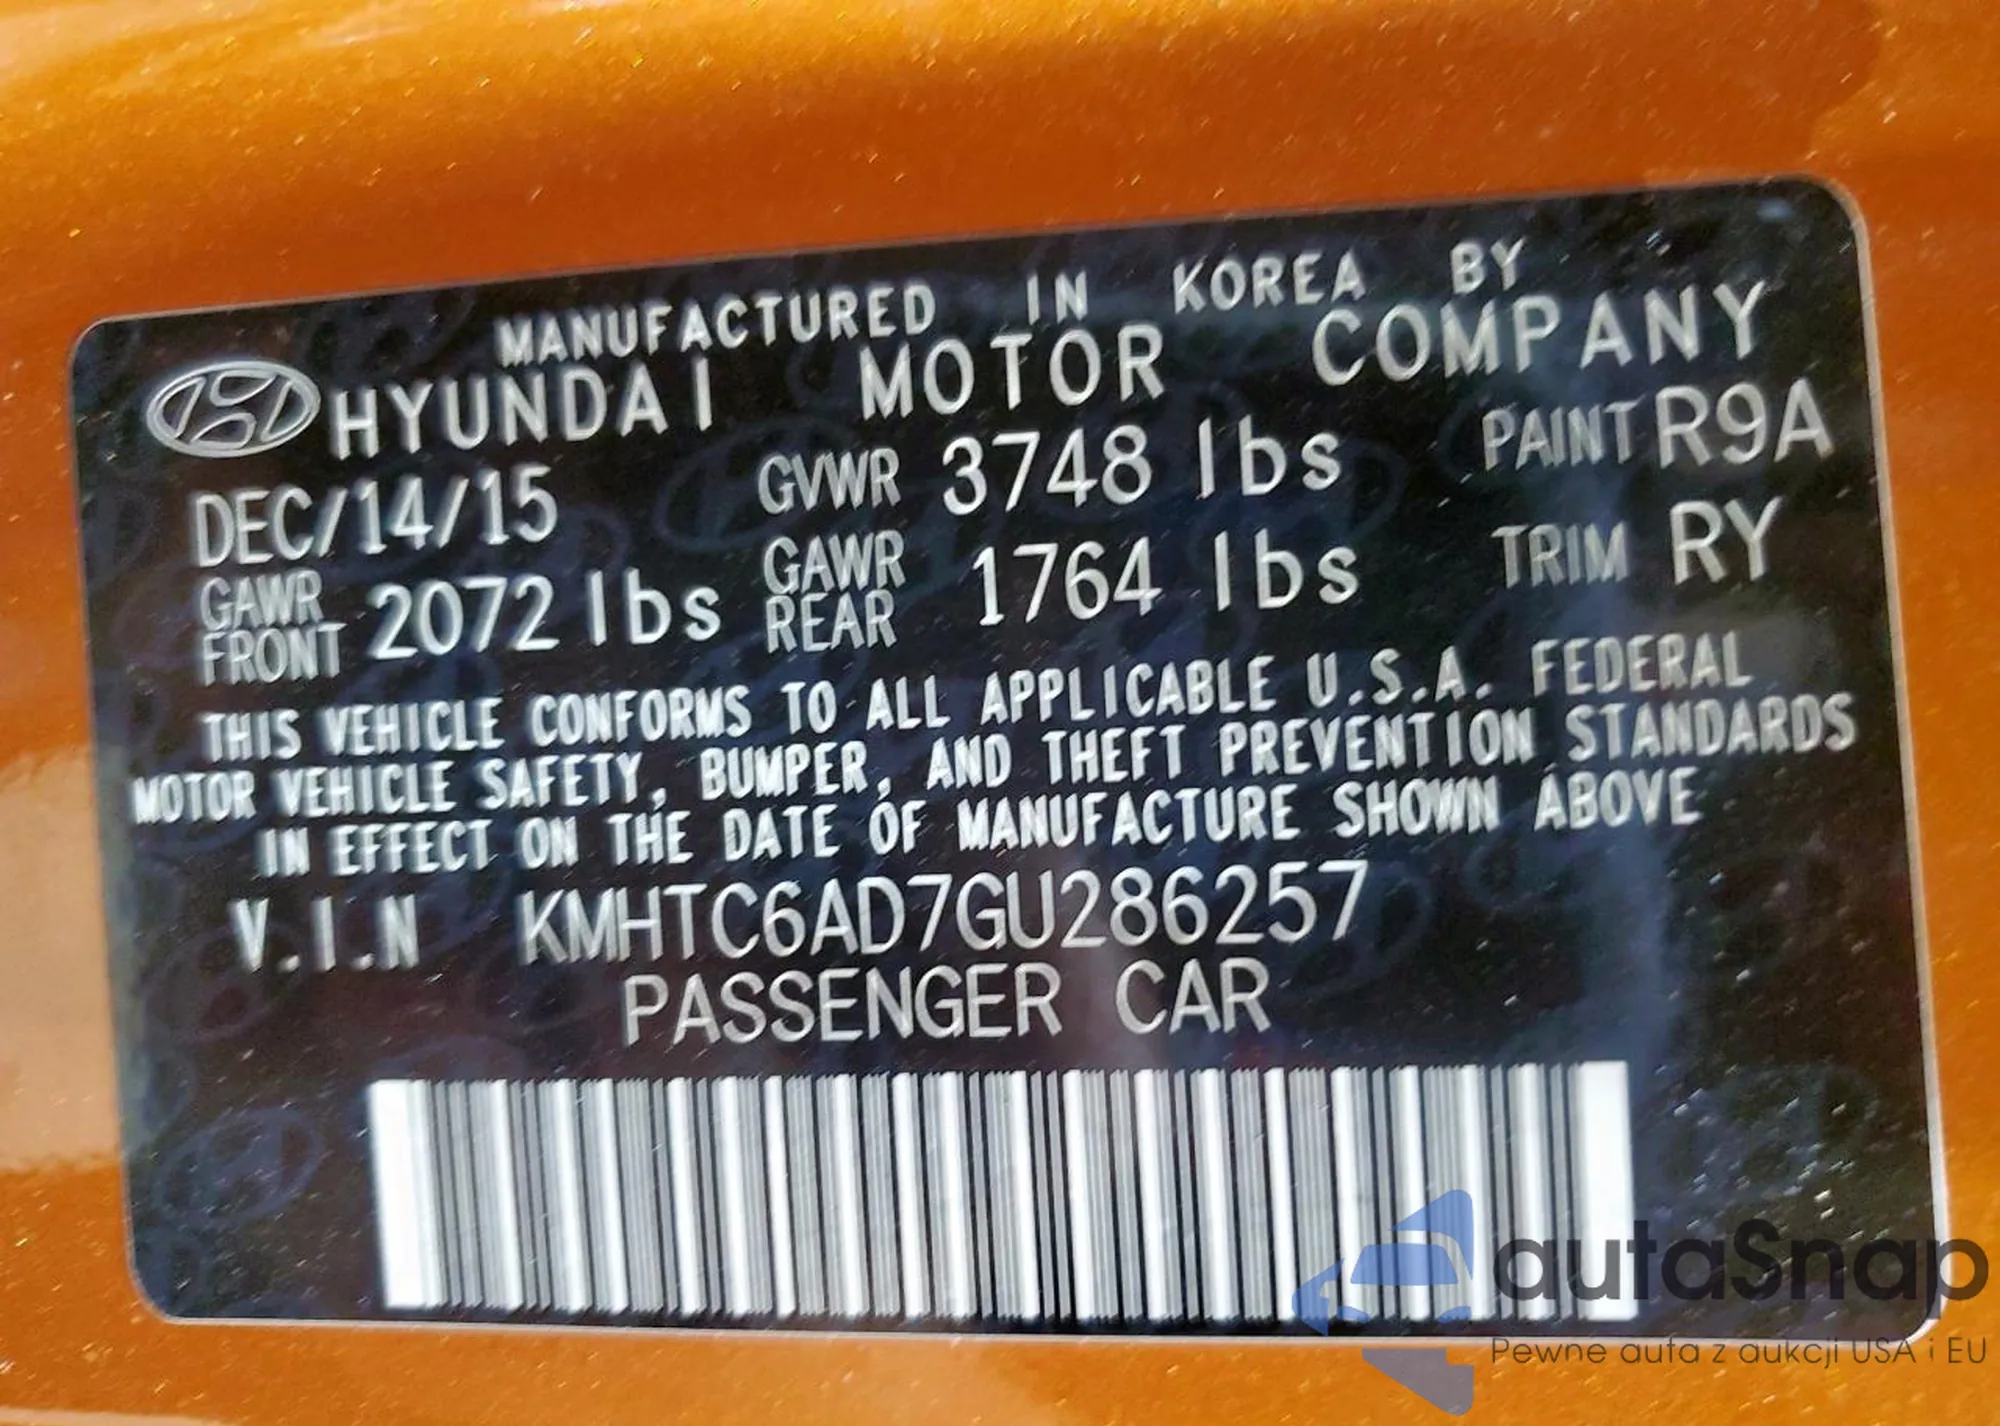 MANUFACTURED IN KOREA BY
HYUNDAI MOTOR COMPANY
DEC/14/15 GVWR 3748 lbs PAINT R9A
GAWR FRONT 2072 lbs GAWR REAR 1764 lbs TRIM RY
THIS VEHICLE CONFORMS TO ALL APPLICABLE U.S.A. FEDERAL
MOTOR VEHICLE SAFETY, BUMPER, AND THEFT PREVENTION STANDARDS
IN EFFECT ON THE DATE OF MANUFACTURE SHOWN ABOVE
V.I.N KMHTC6AD7GU286257
PASSENGER CAR
autaSnap
Pewne auta z aukcji USA i EU